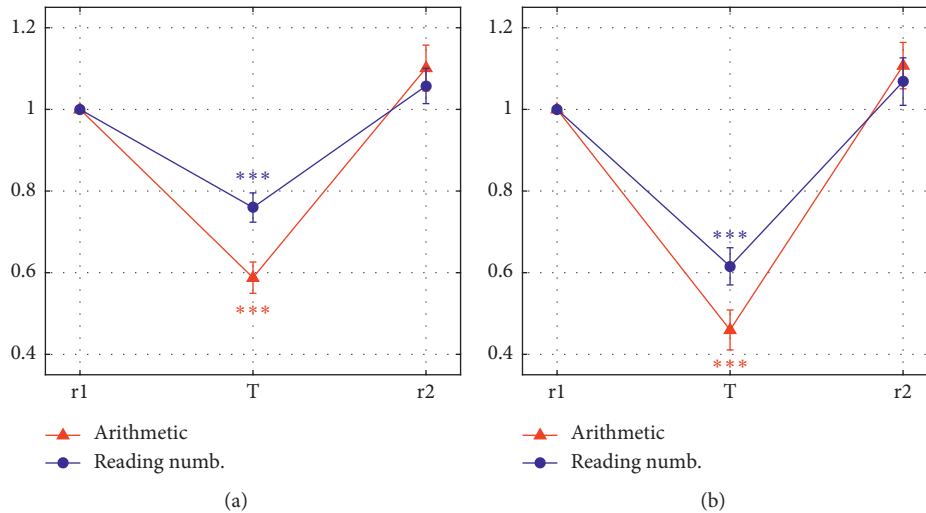 1.2
1
0.8
0.6
0.4
***
***
r1
T
r2
Arithmetic
Reading numb.
(a)
1.2
1
0.8
0.6
0.4
***
***
r1
T
r2
Arithmetic
Reading numb.
(b)